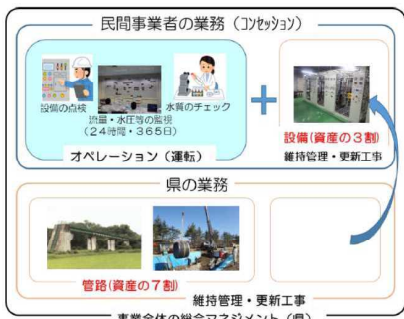 民間事業者の業務（ｺﾝｾｯｼｮﾝ）
設備の点検
水質のチェック
流量・水圧等の監視
（24時間・365日）
オペレーション（運転）
＋
設備(資産の3割)
維持管理・更新工事
県の業務
管路(資産の7割)
維持管理・更新工事
事業全体の総合マネジメント（県）